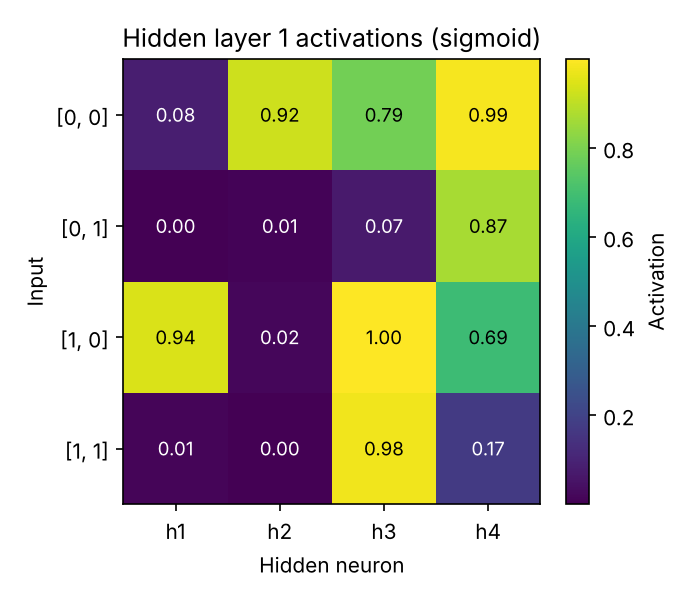 Hidden layer 1 activations (sigmoid)
[0, 0] 0.08 0.92 0.79 0.99
[0, 1] 0.00 0.01 0.07 0.87
[1, 0] 0.94 0.02 1.00 0.69
[1, 1] 0.01 0.00 0.98 0.17
h1 h2 h3 h4
Hidden neuron
Input
0.8
0.6
0.4
0.2
Activation